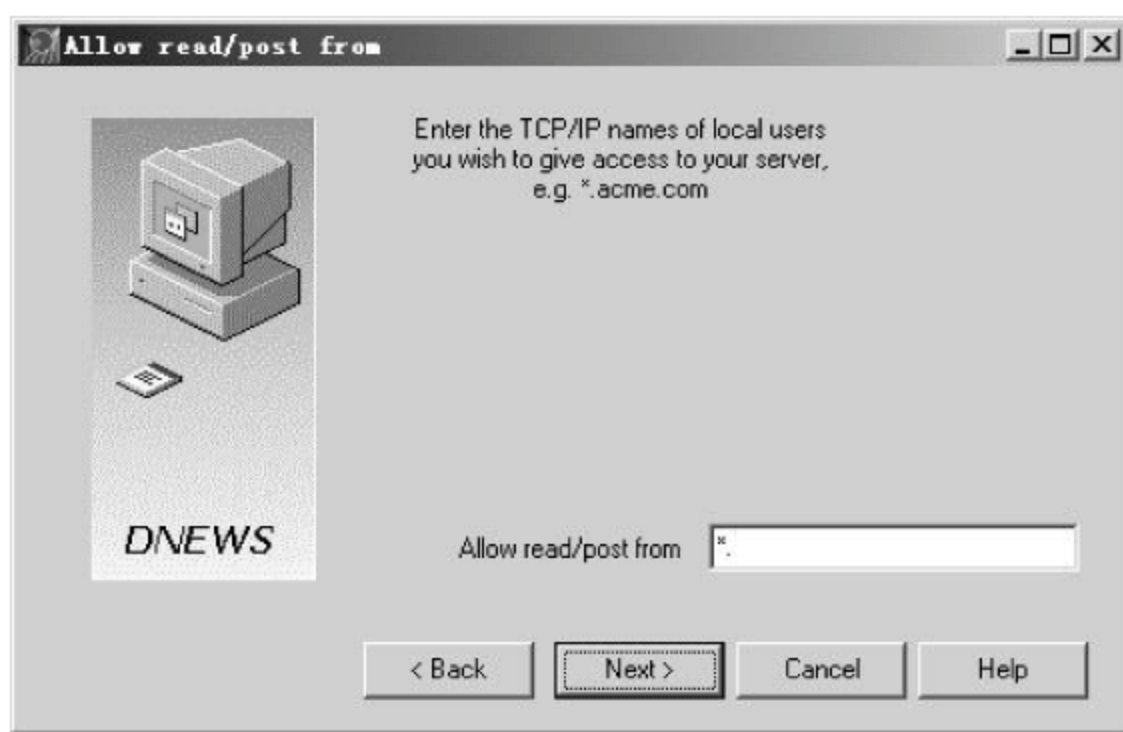 Allow read/post from
Enter the TCP/IP names of local users
you wish to give access to your server,
e.g. *.acme.com
DNEWS
Allow read/post from *.
< Back Next > Cancel Help